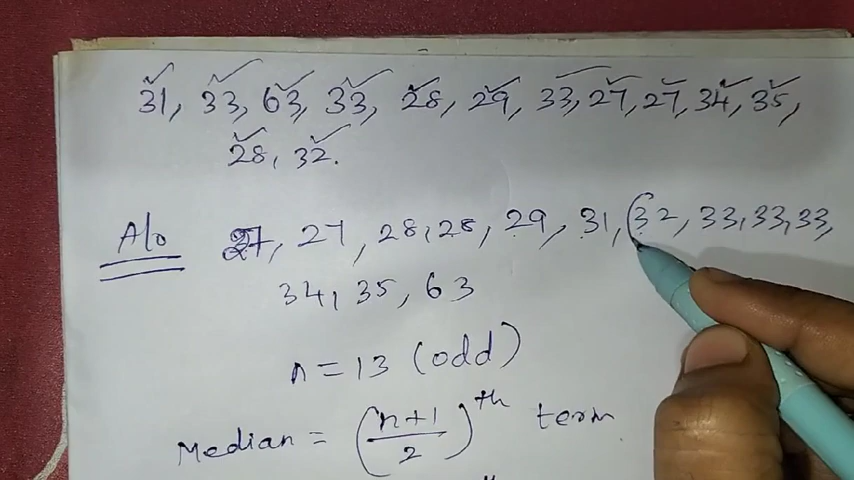 31, 33, 63, 33, 28, 29, 33, 27, 27, 34, 35,
28, 32.
A/o 27, 27, 28, 28, 29, 31, (32, 33, 33, 33,
34, 35, 63
n = 13 (odd)
Median = (n+1/2)^th term